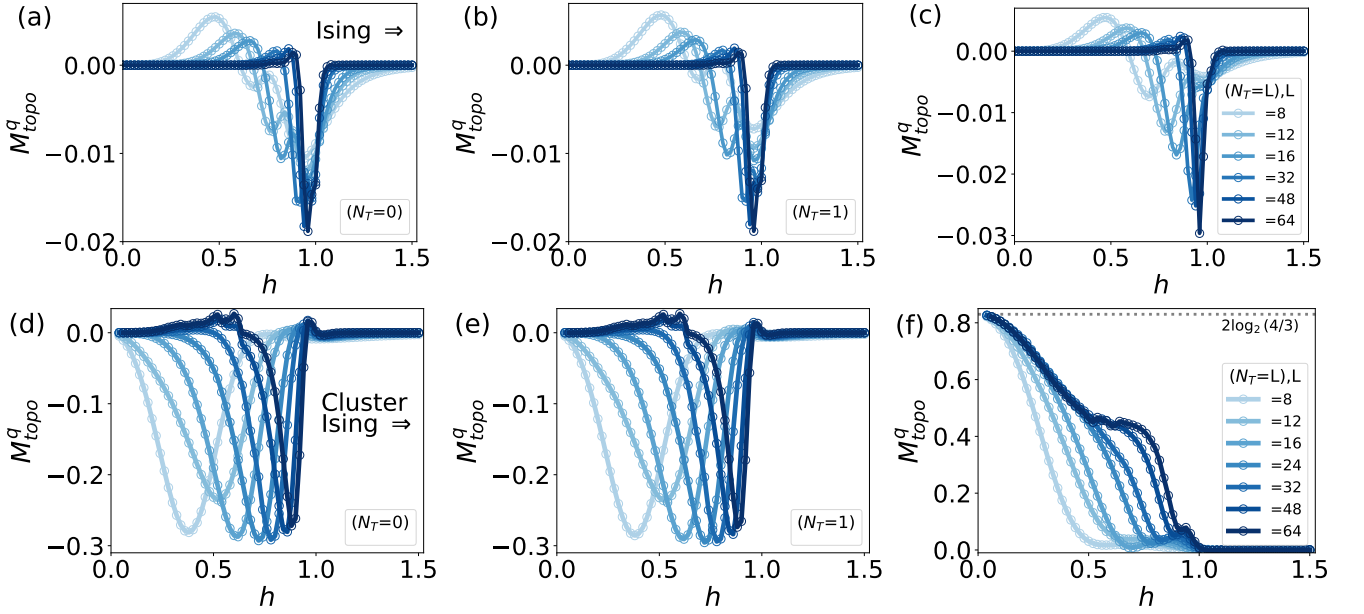 (a)
Ising ⇒
0.00
−0.01
−0.02
M^q_topo
(N_T=0)
0.0 0.5 1.0 1.5
h
(b)
0.00
−0.01
−0.02
M^q_topo
(N_T=1)
0.0 0.5 1.0 1.5
h
(c)
0.00
−0.01
−0.02
−0.03
M^q_topo
(N_T=L),L
=8
=12
=16
=32
=48
=64
0.0 0.5 1.0 1.5
h
(d)
0.0
−0.1
−0.2
−0.3
M^q_topo
Cluster
Ising ⇒
(N_T=0)
0.0 0.5 1.0 1.5
h
(e)
0.0
−0.1
−0.2
−0.3
M^q_topo
(N_T=1)
0.0 0.5 1.0 1.5
h
(f)
0.8
0.6
0.4
0.2
0.0
M^q_topo
2log₂(4/3)
(N_T=L),L
=8
=12
=16
=24
=32
=48
=64
0.0 0.5 1.0 1.5
h